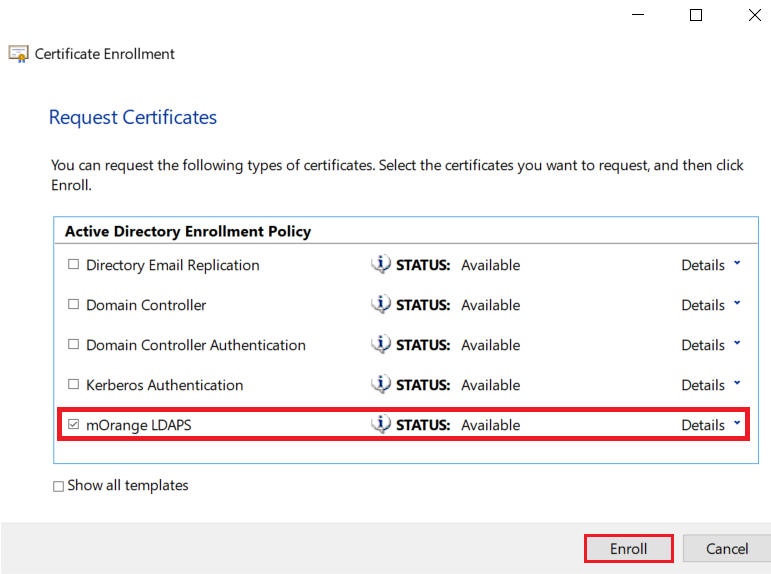 Certificate Enrollment
Request Certificates
You can request the following types of certificates. Select the certificates you want to request, and then click
Enroll.
Active Directory Enrollment Policy
Directory Email Replication STATUS: Available Details
Domain Controller STATUS: Available Details
Domain Controller Authentication STATUS: Available Details
Kerberos Authentication STATUS: Available Details
mOrange LDAPS STATUS: Available Details
Show all templates
Enroll Cancel